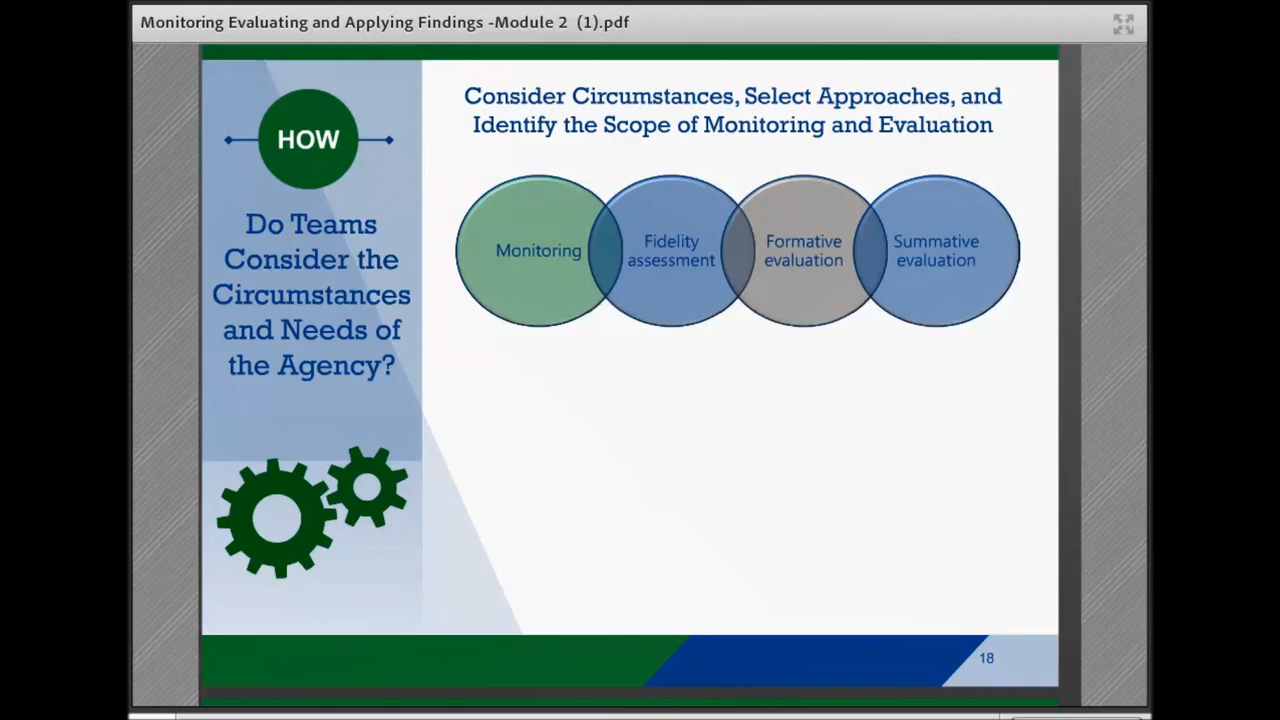 Monitoring Evaluating and Applying Findings -Module 2  (1).pdf
HOW
Do Teams
Consider the
Circumstances
and Needs of
the Agency?
Consider Circumstances, Select Approaches, and
Identify the Scope of Monitoring and Evaluation
Monitoring
Fidelity
assessment
Formative
evaluation
Summative
evaluation
18